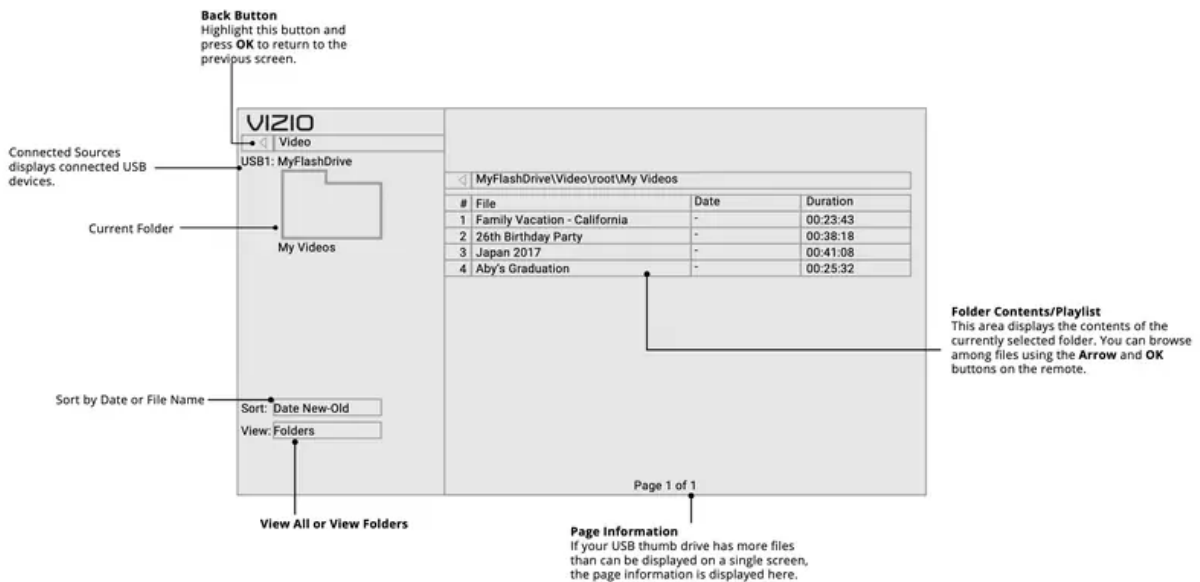 Back Button
Highlight this button and
press OK to return to the
previous screen.
Connected Sources
displays connected USB
devices.
Current Folder
Sort by Date or File Name
VIZIO
Video
USB1: MyFlashDrive
My Videos
Sort: Date New-Old
View: Folders
MyFlashDrive\Video\root\My Videos
# File Date Duration
1 Family Vacation - California - 00:23:43
2 26th Birthday Party - 00:38:18
3 Japan 2017 - 00:41:08
4 Aby's Graduation - 00:25:32
Page 1 of 1
Folder Contents/Playlist
This area displays the contents of the
currently selected folder. You can browse
among files using the Arrow and OK
buttons on the remote.
View All or View Folders
Page Information
If your USB thumb drive has more files
than can be displayed on a single screen,
the page information is displayed here.